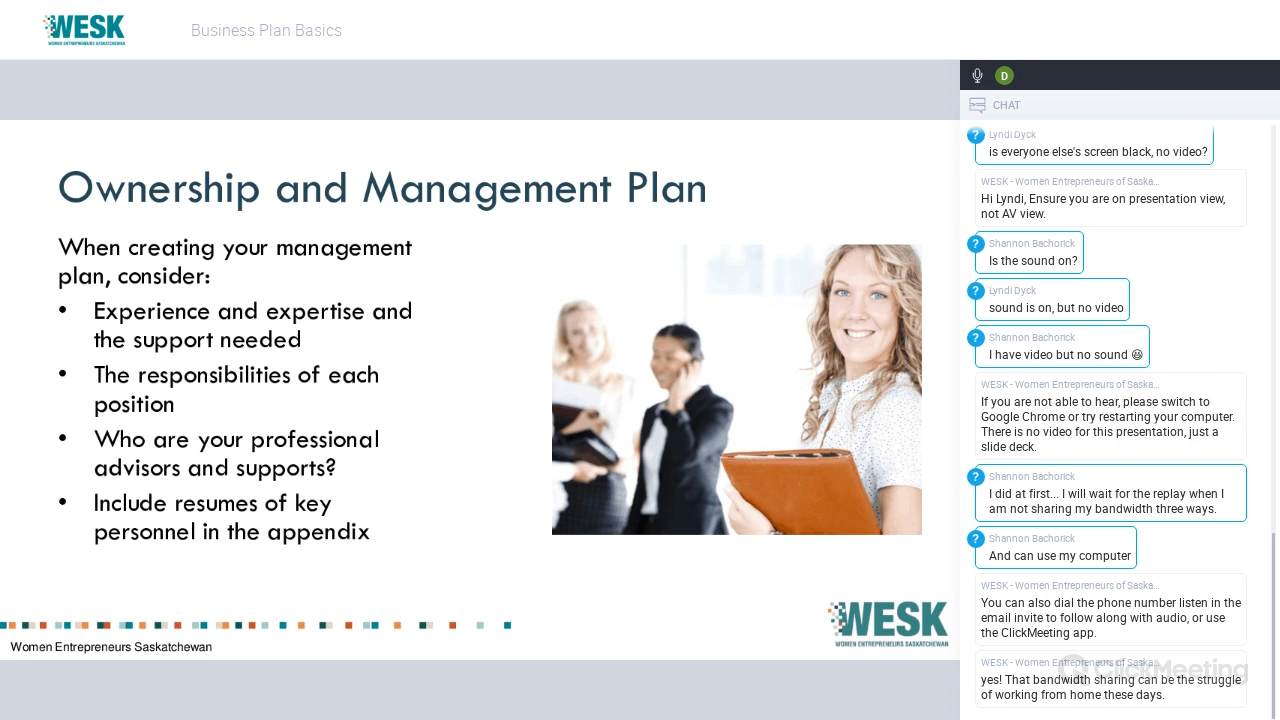 WESK
WOMEN ENTREPRENEURS SASKATCHEWAN
Business Plan Basics
Ownership and Management Plan
When creating your management
plan, consider:
• Experience and expertise and
the support needed
• The responsibilities of each
position
• Who are your professional
advisors and supports?
• Include resumes of key
personnel in the appendix
WESK
WOMEN ENTREPRENEURS SASKATCHEWAN
Women Entrepreneurs Saskatchewan
D
CHAT
? Lyndi Dyck
is everyone else's screen black, no video?
WESK - Women Entrepreneurs of Saska...
Hi Lyndi, Ensure you are on presentation view,
not AV view.
? Shannon Bachorick
Is the sound on?
? Lyndi Dyck
sound is on, but no video
? Shannon Bachorick
I have video but no sound 😆
WESK - Women Entrepreneurs of Saska...
If you are not able to hear, please switch to
Google Chrome or try restarting your computer.
There is no video for this presentation, just a
slide deck.
? Shannon Bachorick
I did at first... I will wait for the replay when I
am not sharing my bandwidth three ways.
? Shannon Bachorick
And can use my computer
WESK - Women Entrepreneurs of Saska...
You can also dial the phone number listen in the
email invite to follow along with audio, or use
the ClickMeeting app.
WESK - Women Entrepreneurs of Saska...
yes! That bandwidth sharing can be the struggle
of working from home these days.
ClickMeeting